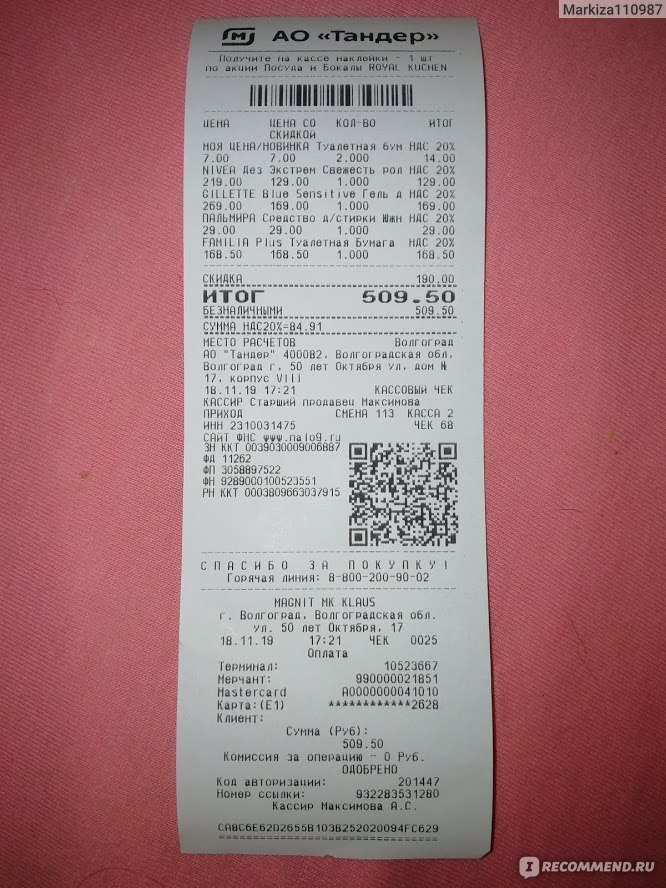 Markiza110987
М АО «Тандер»
Получите на кассе наклейки - 1 шт
по акции Посуда и Бокалы ROYAL KUCHEN
ЦЕНА ЦЕНА СО КОЛ-ВО ИТОГ
СКИДКОЙ
МОЯ ЦЕНА/НОВИНКА Туалетная бум НДС 20%
7.00 7.00 2.000 14.00
NIVEA Дез Экстрем Свежесть рол НДС 20%
219.00 129.00 1.000 129.00
GILLETTE Blue Sensitive Гель д НДС 20%
269.00 169.00 1.000 169.00
ПАЛЬМИРА Средство д/стирки Южн НДС 20%
29.00 29.00 1.000 29.00
FAMILIA Plus Туалетная Бумага НДС 20%
168.50 168.50 1.000 168.50
СКИДКА 190.00
ИТОГ 509.50
БЕЗНАЛИЧНЫМИ 509.50
СУММА НДС20%=84.91
МЕСТО РАСЧЕТОВ Волгоград
АО "Тандер" 400082, Волгоградская обл,
Волгоград г, 50 лет Октября ул, дом №
17, корпус VIII
18.11.19 17:21 КАССОВЫЙ ЧЕК
КАССИР Старший продавец Максимова
ПРИХОД СМЕНА 113 КАССА 2
ИНН 2310031475 ЧЕК 68
САЙТ ФНС www.nalog.ru
ЗН ККТ 0039030009006887
ФД 11262
ФП 3058897522
ФН 9289000100523551
РН ККТ 0003809663037915
СПАСИБО ЗА ПОКУПКУ!
Горячая линия: 8-800-200-90-02
MAGNIT MK KLAUS
г. Волгоград, Волгоградская обл.
ул. 50 лет Октября, 17
18.11.19 17:21 ЧЕК 0025
Оплата
Терминал: 10523667
Мерчант: 990000021851
Mastercard A0000000041010
Карта:(E1) ************2628
Клиент:
Сумма (Руб):
509.50
Комиссия за операцию - 0 Руб.
ОДОБРЕНО
Код авторизации: 201447
Номер ссылки: 932283531280
Кассир Максимова А.С.
CA8C6E62D2655B103B252020094FC629
I RECOMMEND.RU